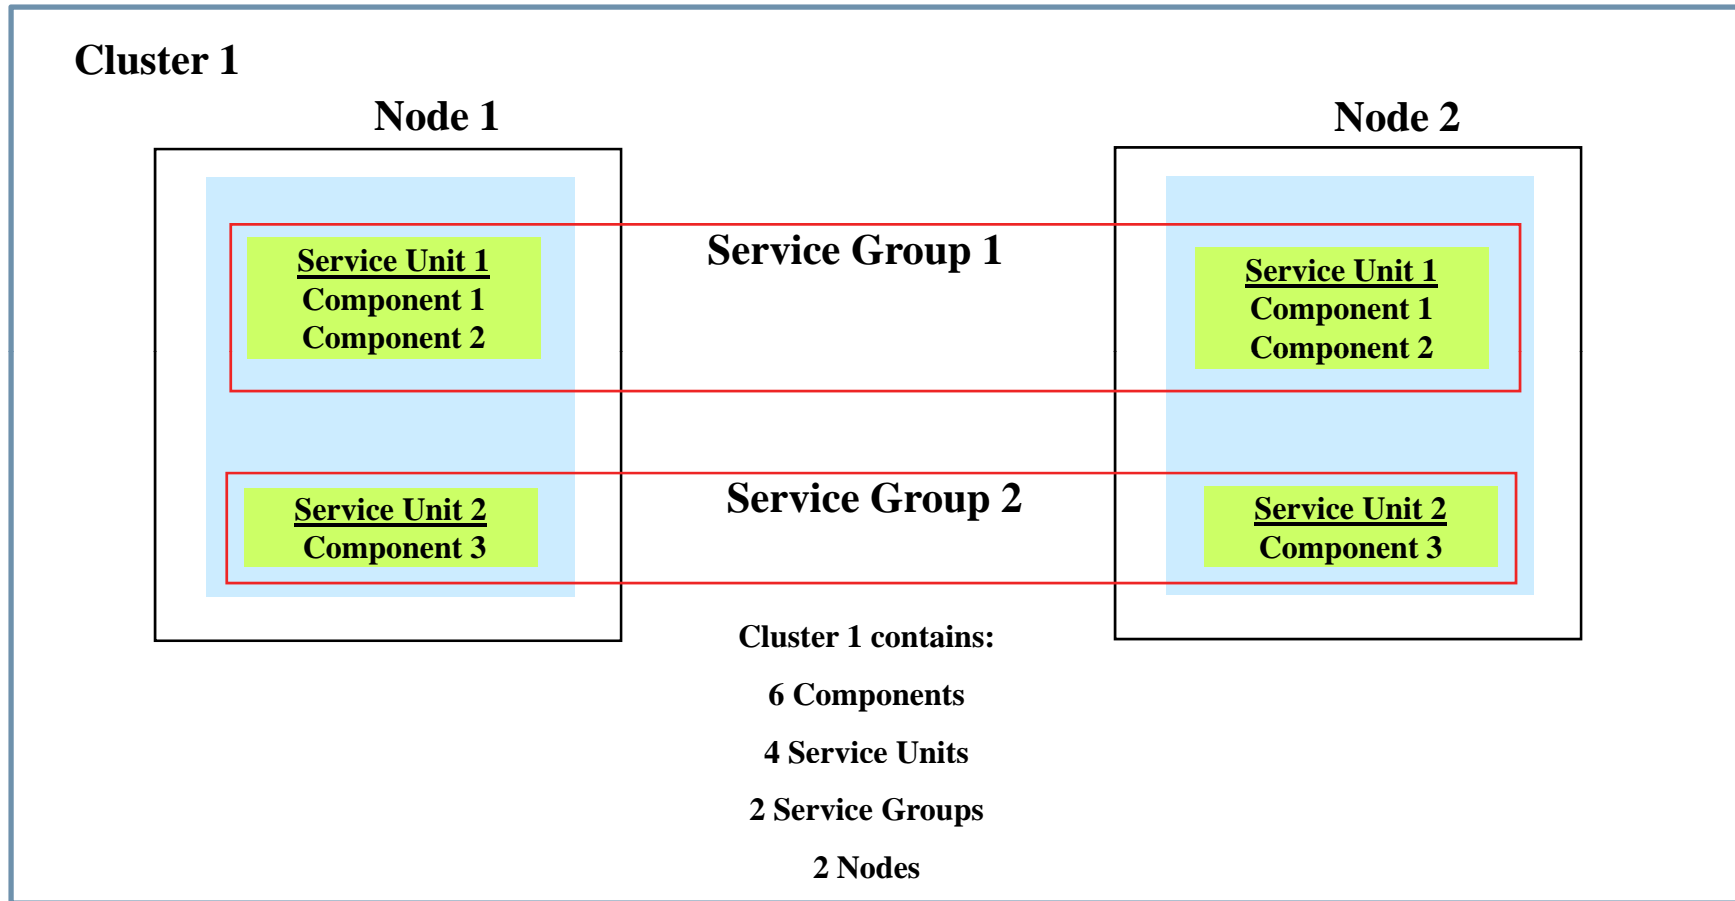 Cluster 1
Node 1
Node 2
Service Group 1
Service Unit 1
Component 1
Component 2
Service Unit 1
Component 1
Component 2
Service Group 2
Service Unit 2
Component 3
Service Unit 2
Component 3
Cluster 1 contains:
6 Components
4 Service Units
2 Service Groups
2 Nodes